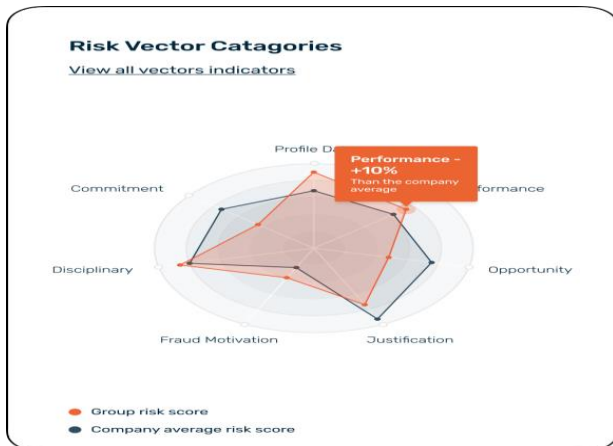 Risk Vector Catagories
View all vectors indicators
Profile Da
Performance -
+10%
Than the company
average
Commitment
rformance
Disciplinary
Opportunity
Fraud Motivation
Justification
Group risk score
Company average risk score